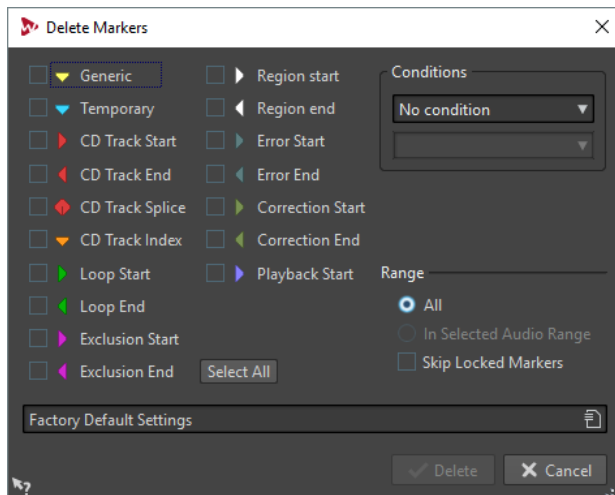 Delete Markers
Generic
Temporary
CD Track Start
CD Track End
CD Track Splice
CD Track Index
Loop Start
Loop End
Exclusion Start
Exclusion End
Region start
Region end
Error Start
Error End
Correction Start
Correction End
Playback Start
Select All
Conditions
No condition
Range
All
In Selected Audio Range
Skip Locked Markers
Factory Default Settings
Delete
Cancel
?